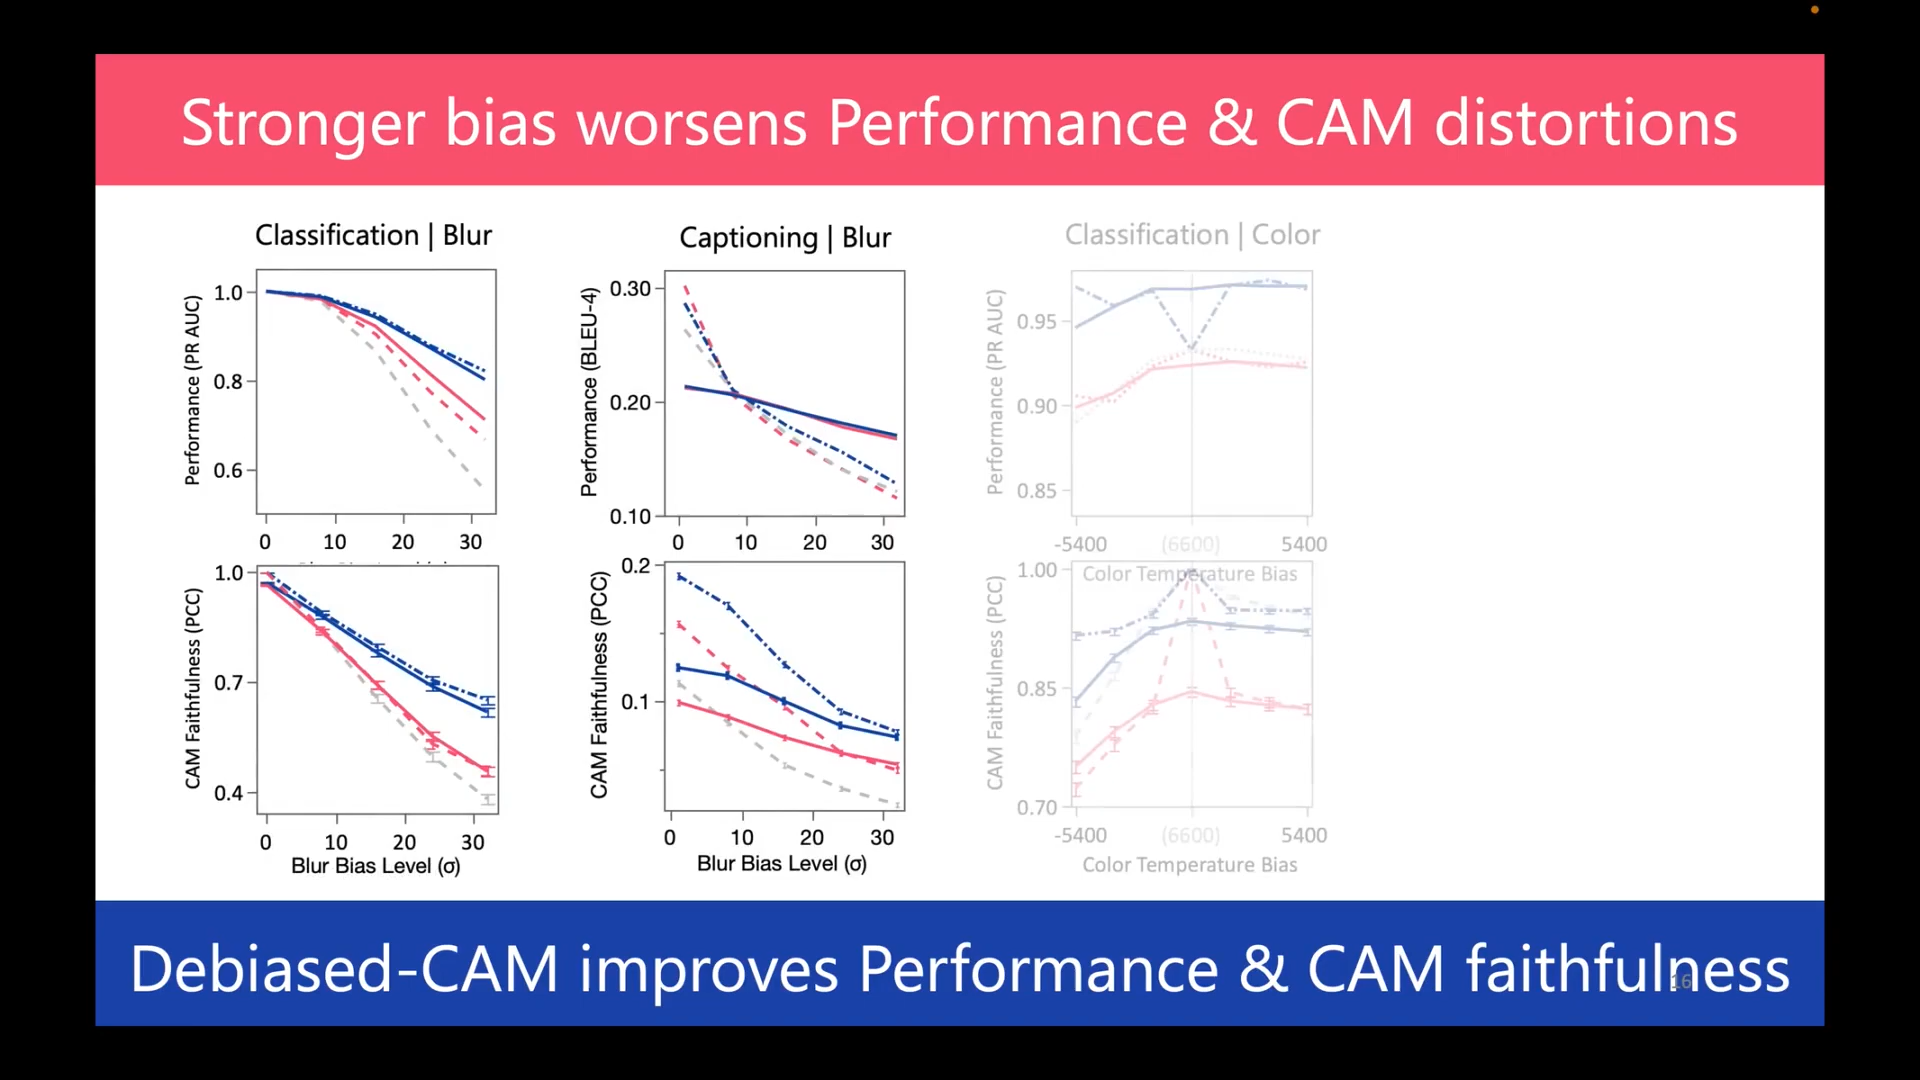 Stronger bias worsens Performance & CAM distortions
Classification | Blur
Performance (PR AUC)
1.0
0.8
0.6
0 10 20 30
CAM Faithfulness (PCC)
1.0
0.7
0.4
0 10 20 30
Blur Bias Level (σ)
Captioning | Blur
Performance (BLEU-4)
0.30
0.20
0.10
0 10 20 30
CAM Faithfulness (PCC)
0.2
0.1
0 10 20 30
Blur Bias Level (σ)
Classification | Color
Performance (PR AUC)
0.95
0.90
0.85
-5400 (6600) 5400
Color Temperature Bias
CAM Faithfulness (PCC)
1.00
0.85
0.70
-5400 (6600) 5400
Color Temperature Bias
Debiased-CAM improves Performance & CAM faithfulness
16